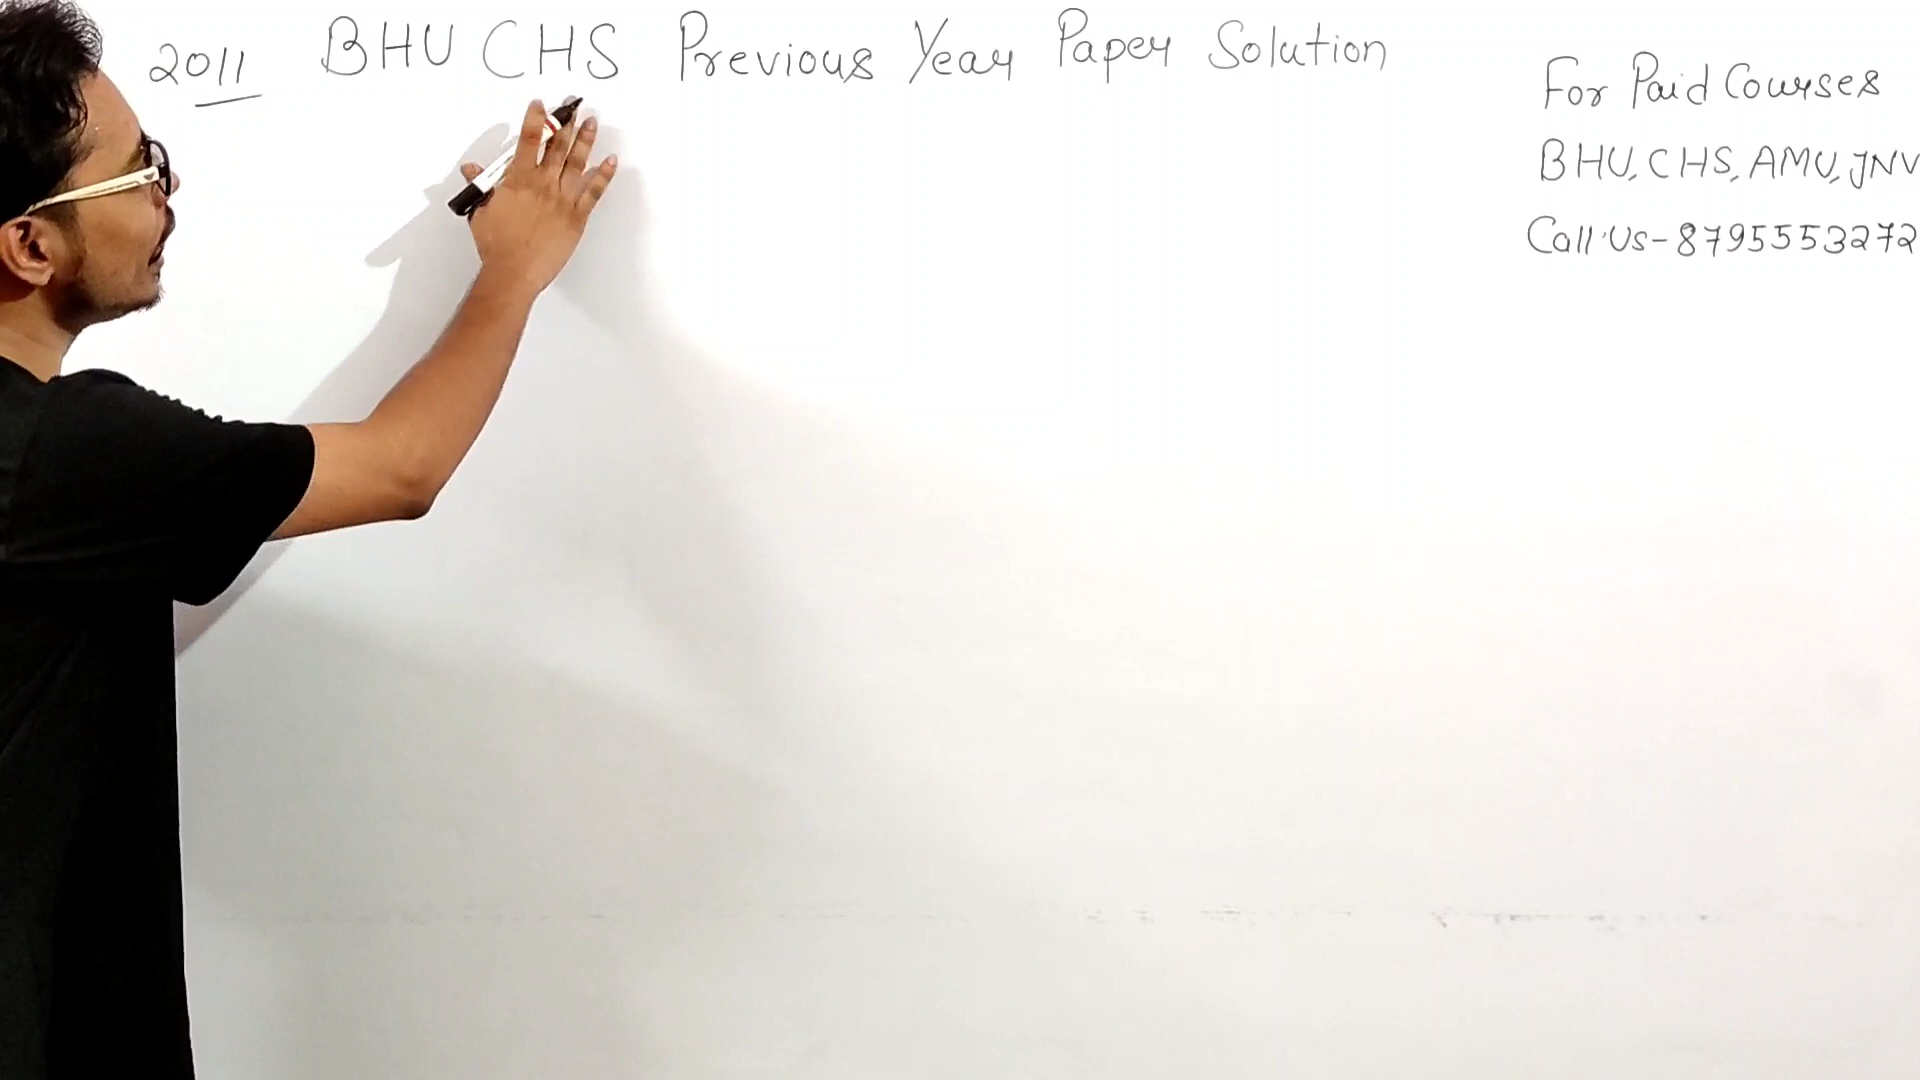 2011 BHU CHS Previous Year Paper Solution
For Paid Courses
BHU, CHS, AMU, JNV
Call Us-8795553272